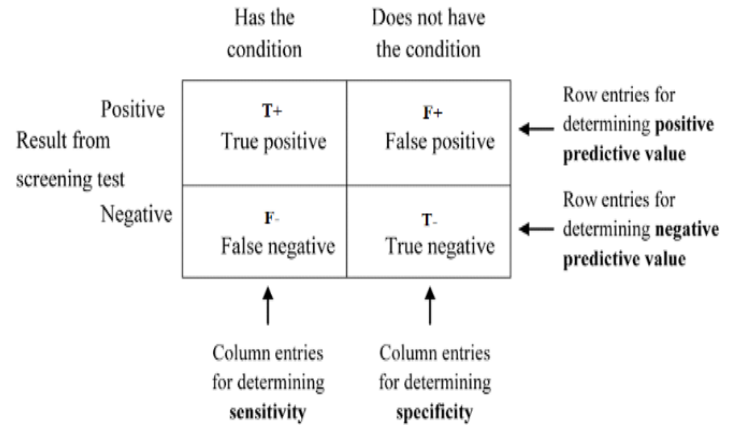 Has the
condition
Does not have
the condition
Positive
Result from
screening test
Negative
T+
True positive
F+
False positive
F-
False negative
T-
True negative
Row entries for
determining positive
predictive value
Row entries for
determining negative
predictive value
Column entries
for determining
sensitivity
Column entries
for determining
specificity